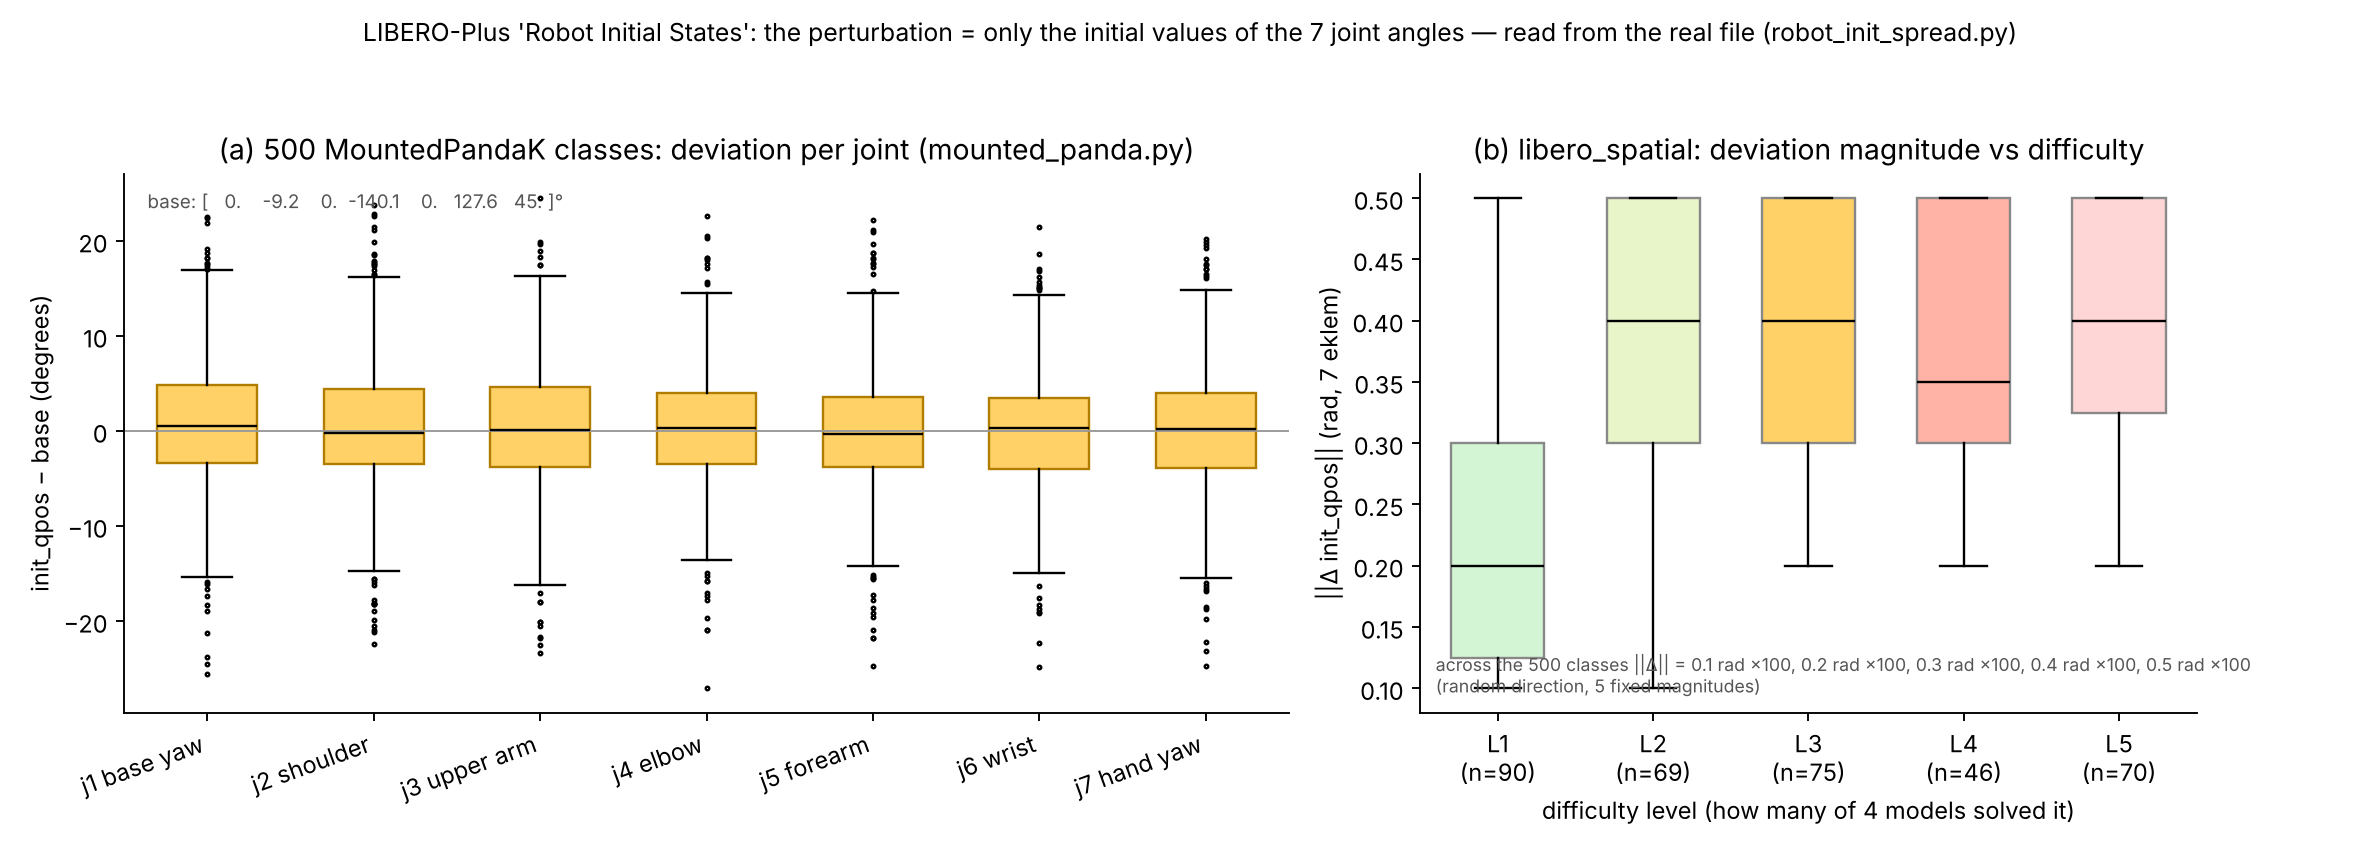 LIBERO-Plus 'Robot Initial States': the perturbation = only the initial values of the 7 joint angles — read from the real file (robot_init_spread.py)
(a) 500 MountedPandaK classes: deviation per joint (mounted_panda.py)
base: [ 0. -9.2 0. -140.1 0. 127.6 45. ]°
init_qpos − base (degrees)
20
10
0
−10
−20
j1 base yaw
j2 shoulder
j3 upper arm
j4 elbow
j5 forearm
j6 wrist
j7 hand yaw
(b) libero_spatial: deviation magnitude vs difficulty
||Δ init_qpos|| (rad, 7 eklem)
0.50
0.45
0.40
0.35
0.30
0.25
0.20
0.15
0.10
across the 500 classes ||Δ|| = 0.1 rad ×100, 0.2 rad ×100, 0.3 rad ×100, 0.4 rad ×100, 0.5 rad ×100
(random direction, 5 fixed magnitudes)
L1
(n=90)
L2
(n=69)
L3
(n=75)
L4
(n=46)
L5
(n=70)
difficulty level (how many of 4 models solved it)